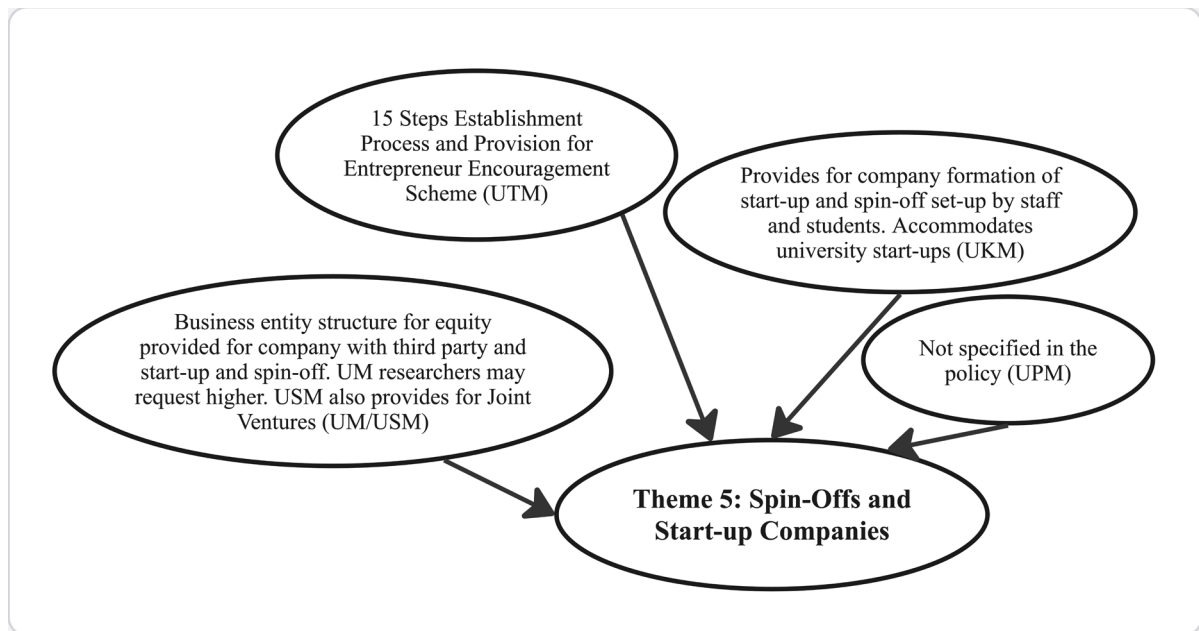 15 Steps Establishment
Process and Provision for
Entrepreneur Encouragement
Scheme (UTM)
Provides for company formation of
start-up and spin-off set-up by staff
and students. Accommodates
university start-ups (UKM)
Business entity structure for equity
provided for company with third party and
start-up and spin-off. UM researchers may
request higher. USM also provides for Joint
Ventures (UM/USM)
Not specified in the
policy (UPM)
Theme 5: Spin-Offs and
Start-up Companies